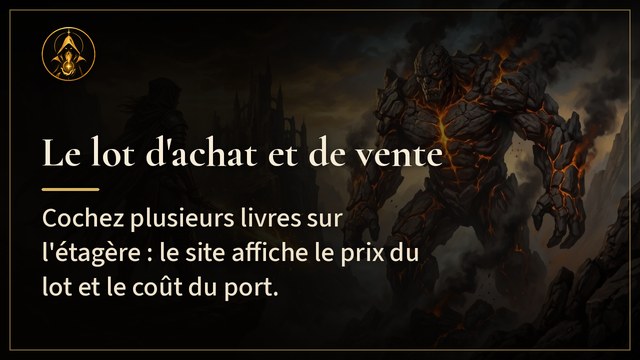 Le lot d'achat et de vente
Cochez plusieurs livres sur
l'étagère : le site affiche le prix du
lot et le coût du port.